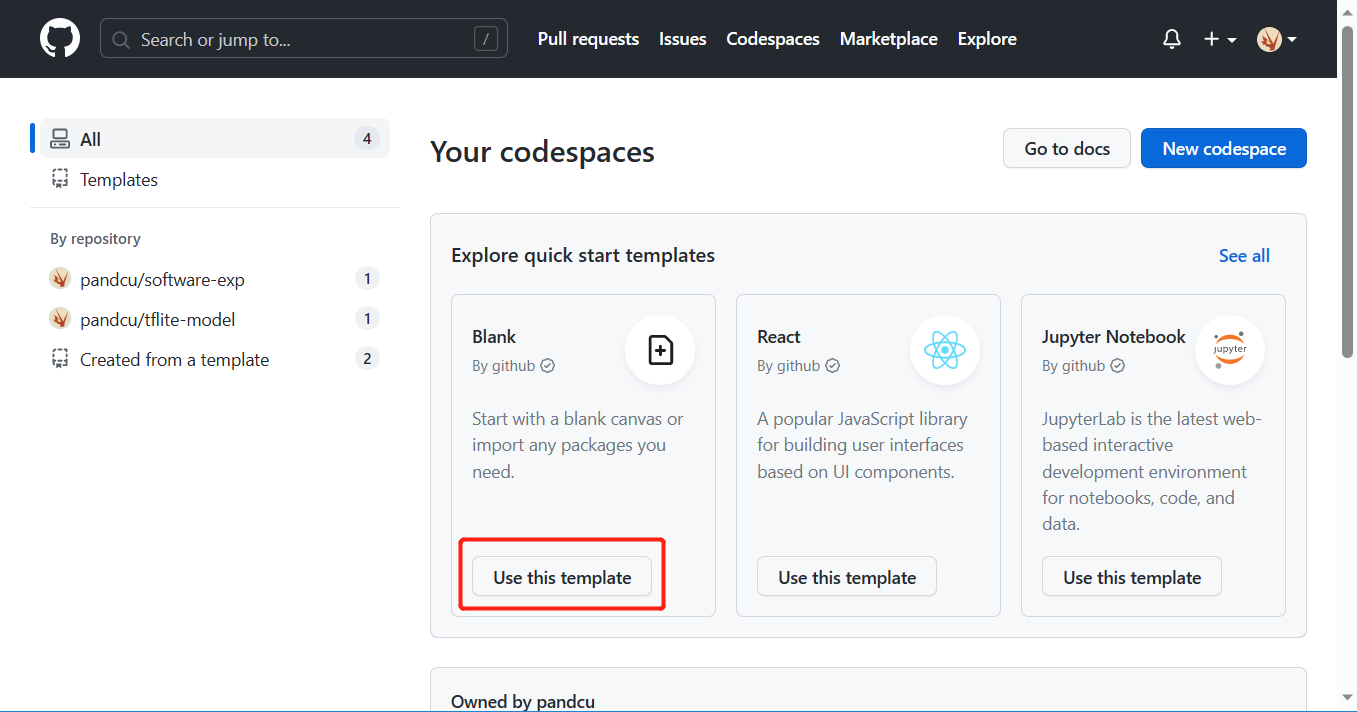 Search or jump to...
/
Pull requests
Issues
Codespaces
Marketplace
Explore
All
4
Templates
By repository
pandcu/software-exp
1
pandcu/tflite-model
1
Created from a template
2
Your codespaces
Go to docs
New codespace
Explore quick start templates
See all
Blank
By github
Start with a blank canvas or
import any packages you
need.
Use this template
React
By github
A popular JavaScript library
for building user interfaces
based on UI components.
Use this template
Jupyter Notebook
By github
jupyter
JupyterLab is the latest web-
based interactive
development environment
for notebooks, code, and
data.
Use this template
Owned by pandcu